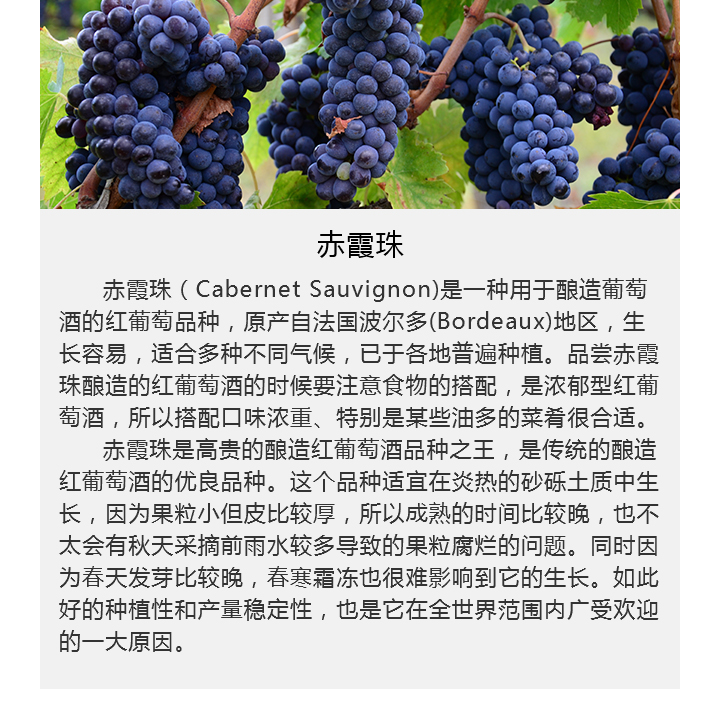 赤霞珠
赤霞珠（Cabernet Sauvignon)是一种用于酿造葡萄
酒的红葡萄品种，原产自法国波尔多(Bordeaux)地区，生
长容易，适合多种不同气候，已于各地普遍种植。品尝赤霞
珠酿造的红葡萄酒的时候要注意食物的搭配，是浓郁型红葡
萄酒，所以搭配口味浓重、特别是某些油多的菜肴很合适。
赤霞珠是高贵的酿造红葡萄酒品种之王，是传统的酿造
红葡萄酒的优良品种。这个品种适宜在炎热的砂砾土质中生
长，因为果粒小但皮比较厚，所以成熟的时间比较晚，也不
太会有秋天采摘前雨水较多导致的果粒腐烂的问题。同时因
为春天发芽比较晚，春寒霜冻也很难影响到它的生长。如此
好的种植性和产量稳定性，也是它在全世界范围内广受欢迎
的一大原因。